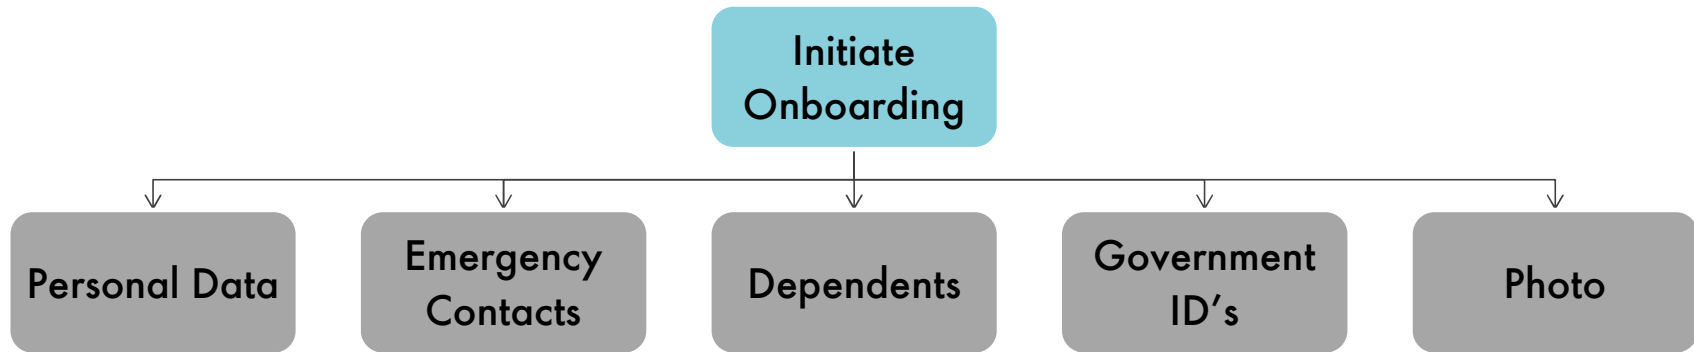 Initiate
Onboarding
Personal Data
Emergency
Contacts
Dependents
Government
ID’s
Photo